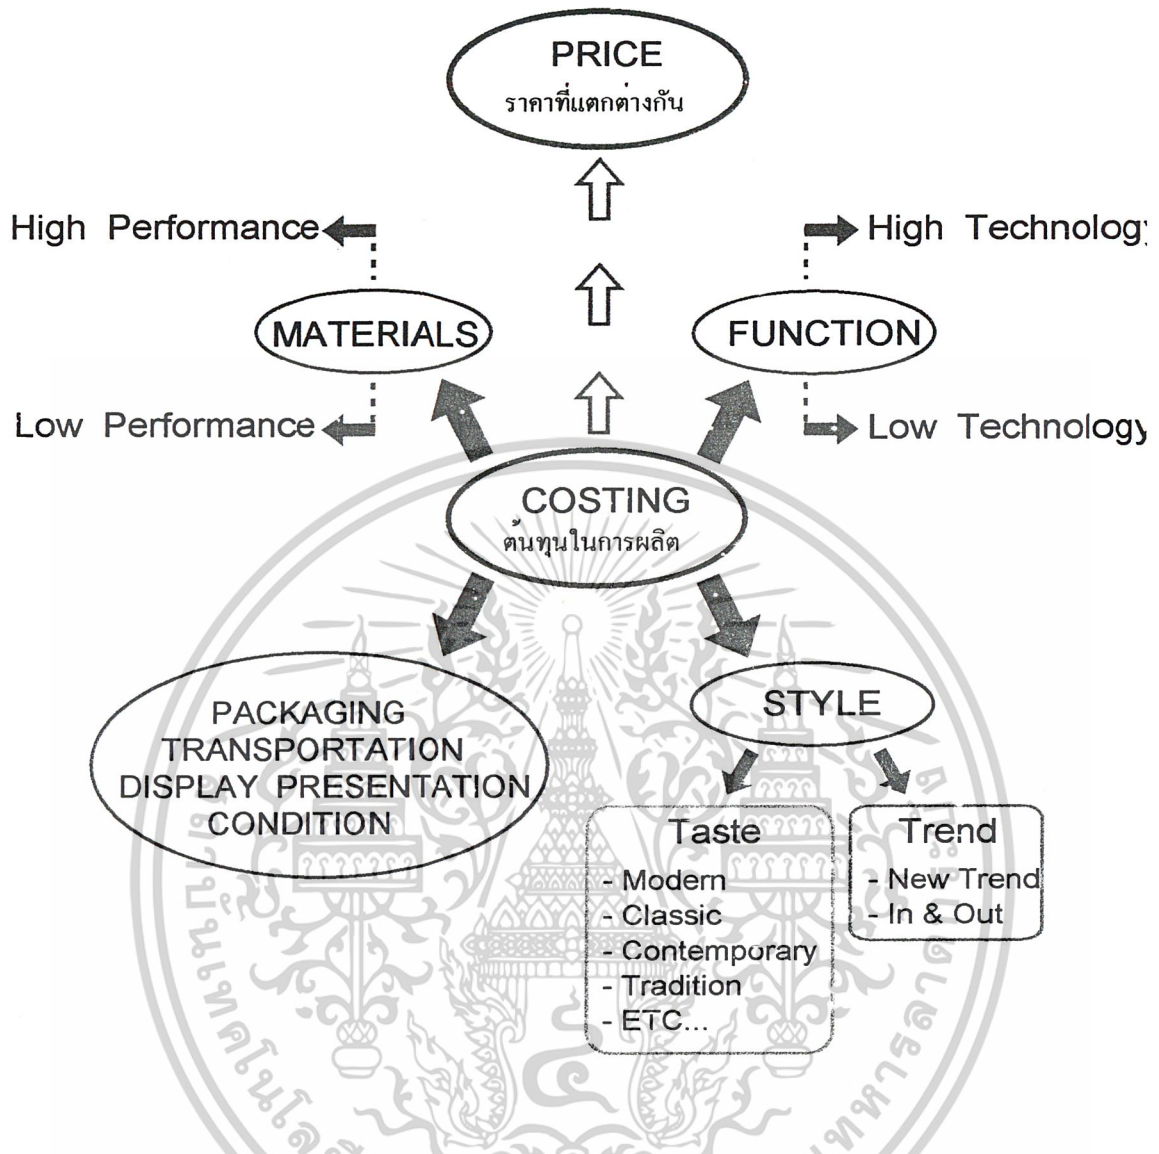 PRICE
ราคาที่แตกต่างกัน
High Performance
High Technology
MATERIALS
FUNCTION
Low Performance
Low Technology
COSTING
ต้นทุนในการผลิต
PACKAGING
TRANSPORTATION
DISPLAY PRESENTATION
CONDITION
STYLE
Taste
- Modern
- Classic
- Contemporary
- Tradition
- ETC...
Trend
- New Trend
- In & Out